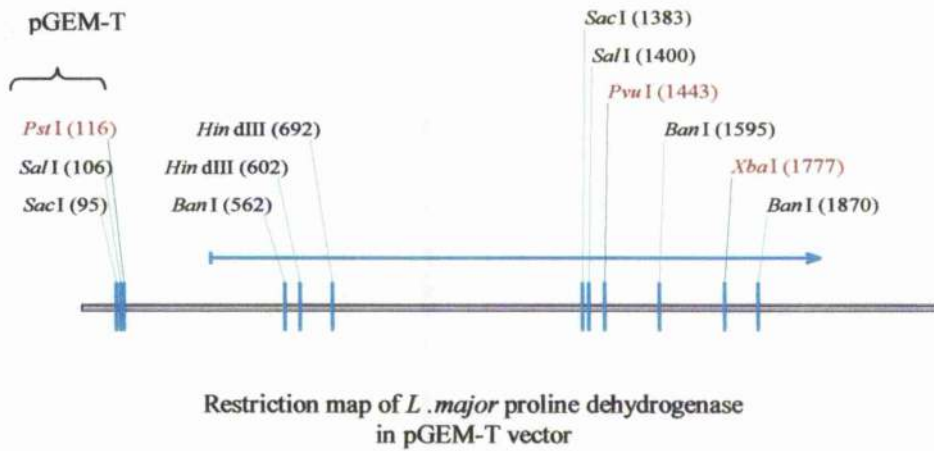 pGEM-T
SacI (1383)
SalI (1400)
PstI (116)
HindIII (692)
PvuI (1443)
SalI (106)
HindIII (602)
BanI (1595)
XbaI (1777)
SacI (95)
BanI (562)
BanI (1870)
Restriction map of L .major proline dehydrogenase
in pGEM-T vector